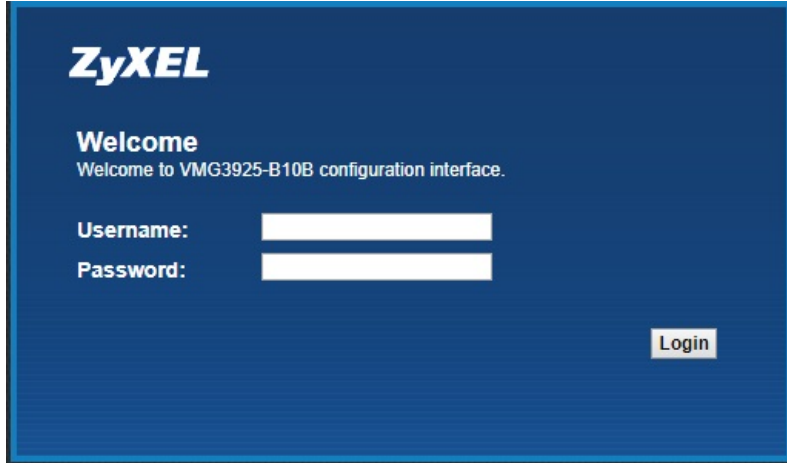 ZyXEL
Welcome
Welcome to VMG3925-B10B configuration interface.
Username:
Password:
Login